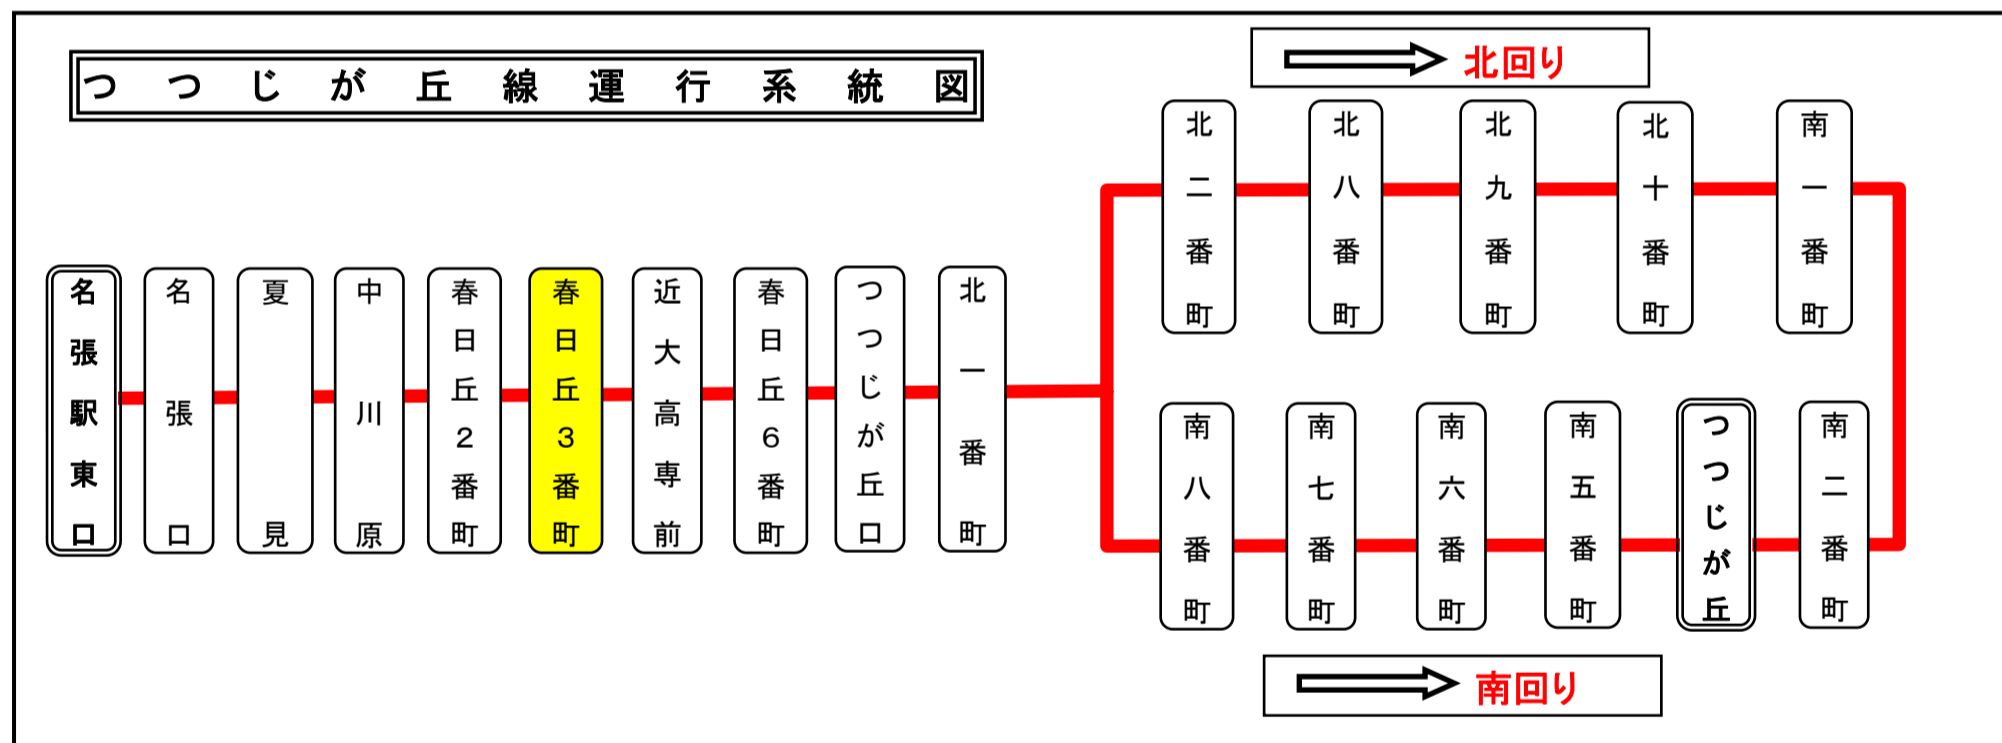 つつじが丘線運行系統図
北回り
北二番町
北八番町
北九番町
北十番町
南一番町
名張駅東口
名張口
夏見
中川原
春日丘2番町
春日丘3番町
近大高専前
春日丘6番町
つつじが丘口
北一番町
南八番町
南七番町
南六番町
南五番町
つつじが丘
南二番町
南回り